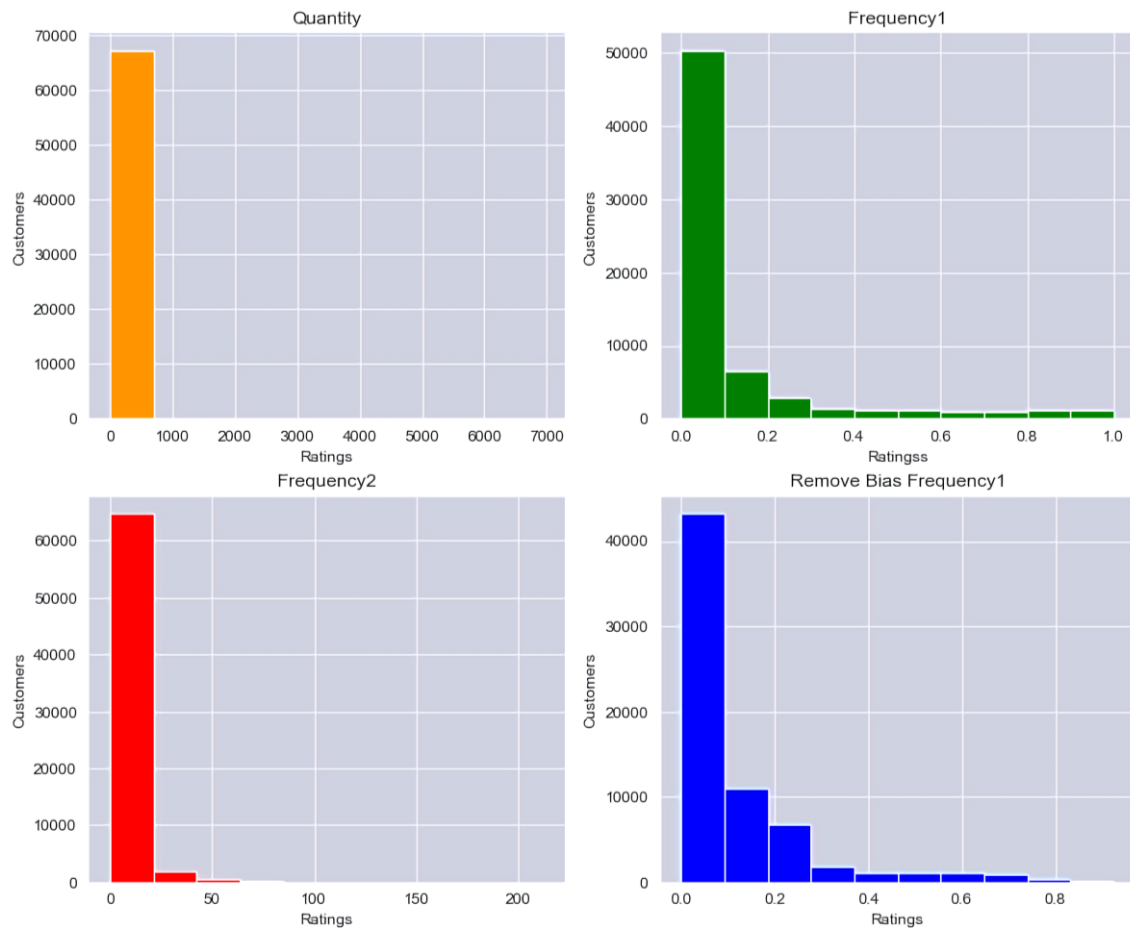 Quantity
70000
60000
50000
40000
30000
20000
10000
0
Customers
0 1000 2000 3000 4000 5000 6000 7000
Ratings
Frequency1
50000
40000
30000
20000
10000
0
Customers
0.0 0.2 0.4 0.6 0.8 1.0
Ratingss
Frequency2
60000
50000
40000
30000
20000
10000
0
Customers
0 50 100 150 200
Ratings
Remove Bias Frequency1
40000
30000
20000
10000
0
Customers
0.0 0.2 0.4 0.6 0.8
Ratings